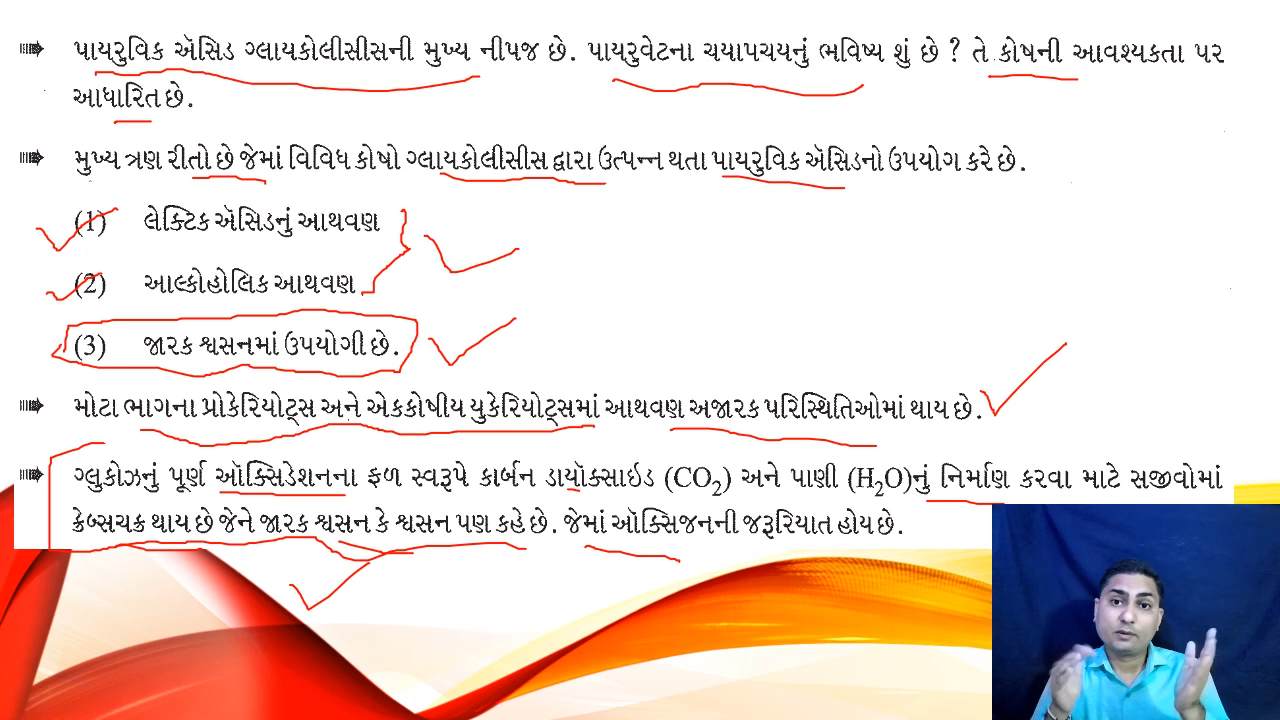 પાયરુવિક ઍસિડ ગ્લાયકોલીસીસની મુખ્ય નીપજ છે. પાયરુવેટના ચયાપચયનું ભવિષ્ય શું છે ? તે કોષની આવશ્યકતા પર
આધારિત છે.
મુખ્ય ત્રણ રીતો છે જેમાં વિવિધ કોષો ગ્લાયકોલીસીસ દ્વારા ઉત્પન્ન થતા પાયરુવિક ઍસિડનો ઉપયોગ કરે છે.
(1) લેક્ટિક ઍસિડનું આથવણ
(2) આલ્કોહોલિક આથવણ
(3) જારક શ્વસનમાં ઉપયોગી છે.
મોટા ભાગના પ્રોકેરિયોટ્સ અને એકકોષીય યુકેરિયોટ્સમાં આથવણ અજારક પરિસ્થિતિઓમાં થાય છે.
ગ્લુકોઝનું પૂર્ણ ઑક્સિડેશનના ફળ સ્વરૂપે કાર્બન ડાયૉક્સાઇડ (CO₂) અને પાણી (H₂O)નું નિર્માણ કરવા માટે સજીવોમાં
ક્રેબ્સચક્ર થાય છે જેને જારક શ્વસન કે શ્વસન પણ કહે છે. જેમાં ઑક્સિજનની જરૂરિયાત હોય છે.